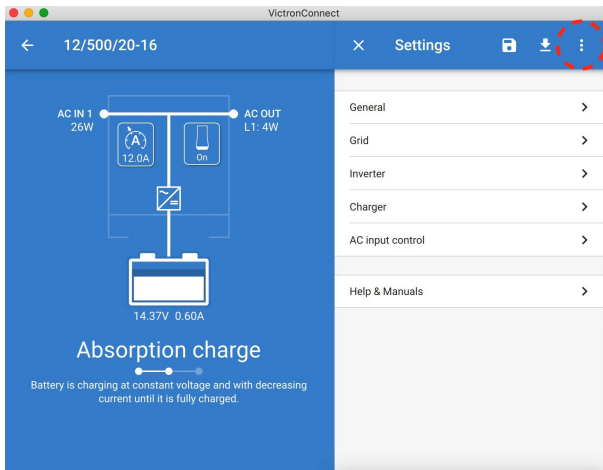 VictronConnect
12/500/20-16
Settings
AC IN 1
26W
A
12.0A
On
AC OUT
L1: 4W
14.37V 0.60A
Absorption charge
Battery is charging at constant voltage and with decreasing
current until it is fully charged.
General
Grid
Inverter
Charger
AC input control
Help & Manuals